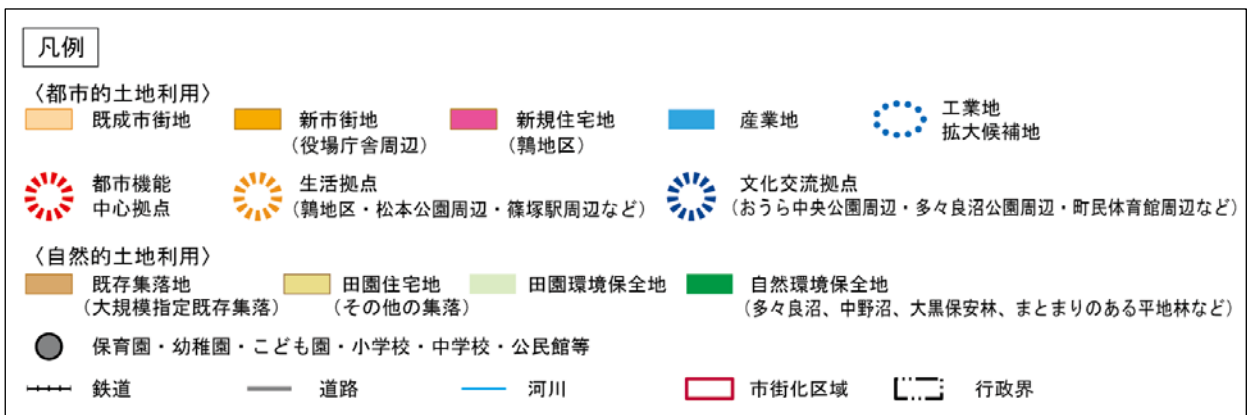 凡例
〈都市的土地利用〉
既成市街地
新市街地
(役場庁舎周辺)
新規住宅地
(鶉地区)
産業地
工業地
拡大候補地
都市機能
中心拠点
生活拠点
(鶉地区・松本公園周辺・篠塚駅周辺など)
文化交流拠点
(おうら中央公園周辺・多々良沼公園周辺・町民体育館周辺など)
〈自然的土地利用〉
既存集落地
(大規模指定既存集落)
田園住宅地
(その他の集落)
田園環境保全地
自然環境保全地
(多々良沼、中野沼、大黒保安林、まとまりのある平地林など)
保育園・幼稚園・こども園・小学校・中学校・公民館等
鉄道
道路
河川
市街化区域
行政界